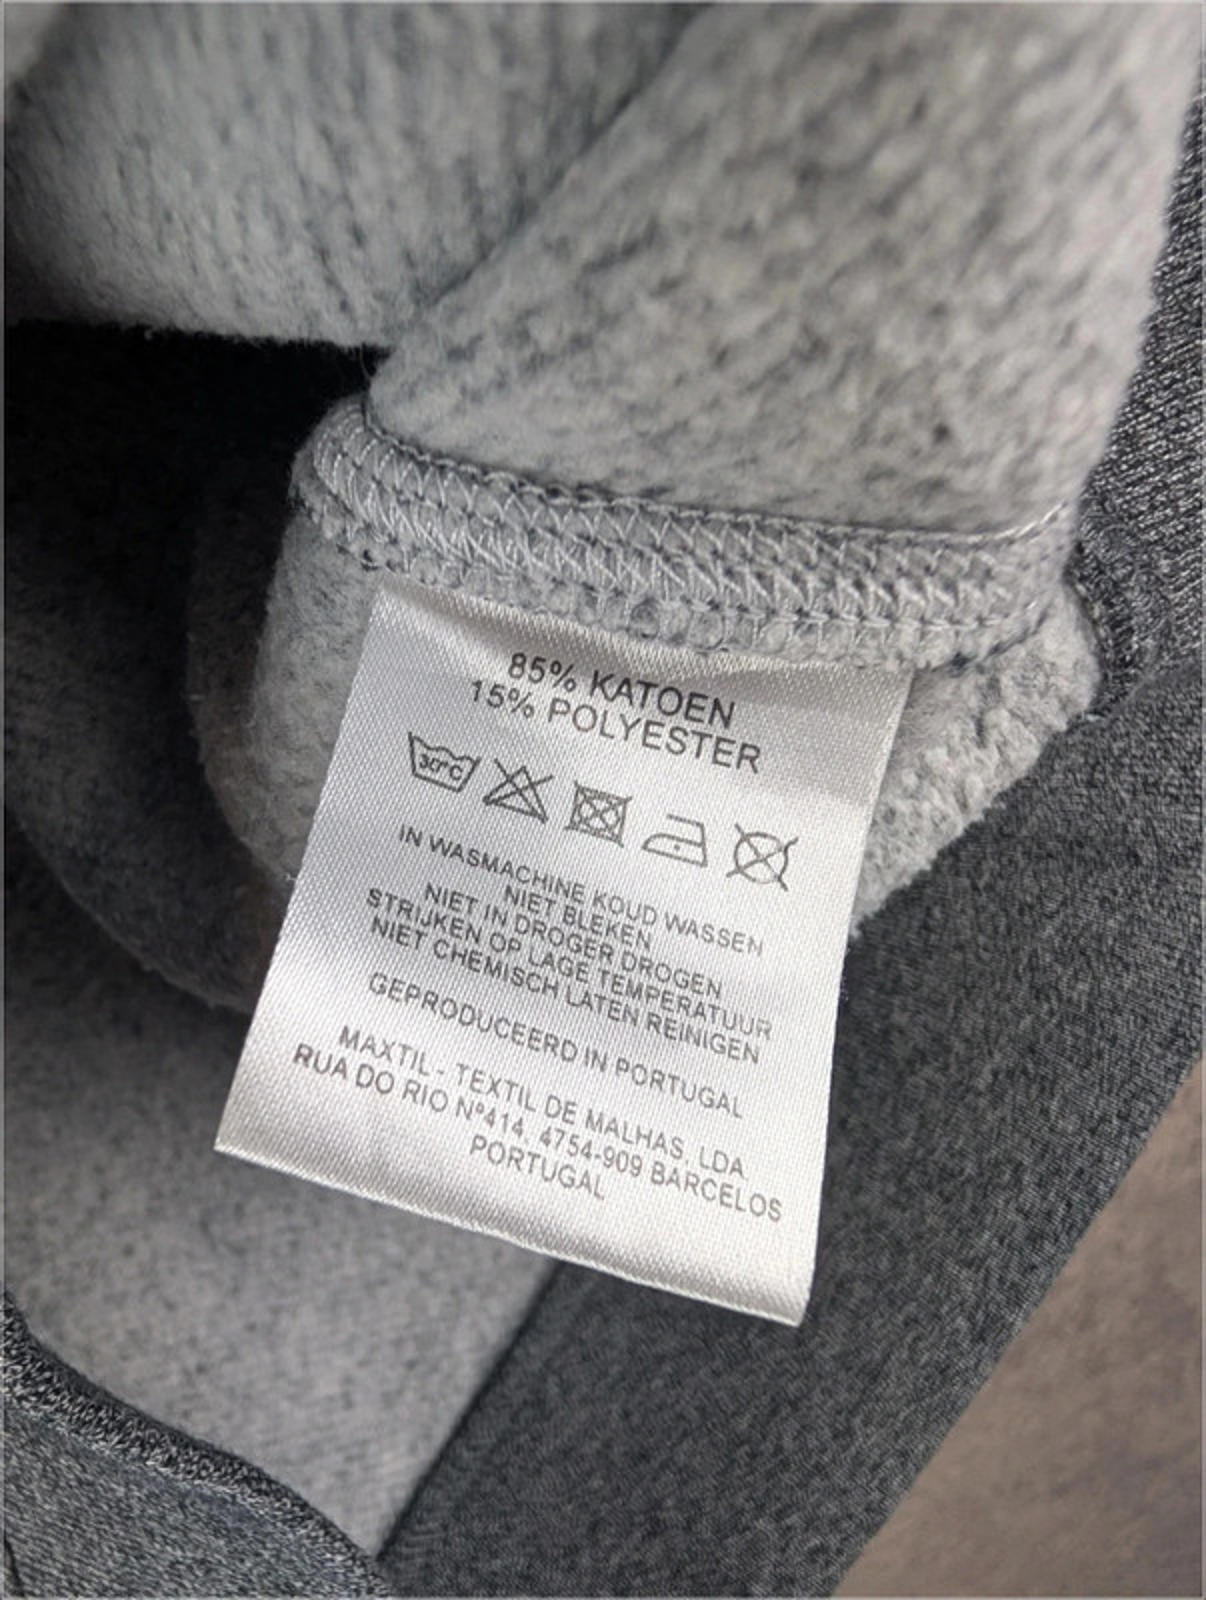 85% KATOEN
15% POLYESTER
30°C
IN WASMACHINE KOUD WASSEN
NIET BLEKEN
NIET IN DROGER DROGEN
STRIJKEN OP LAGE TEMPERATUUR
NIET CHEMISCH LATEN REINIGEN
GEPRODUCEERD IN PORTUGAL
MAXTIL - TEXTIL DE MALHAS, LDA.
RUA DO RIO Nº414, 4754-909 BARCELOS
PORTUGAL